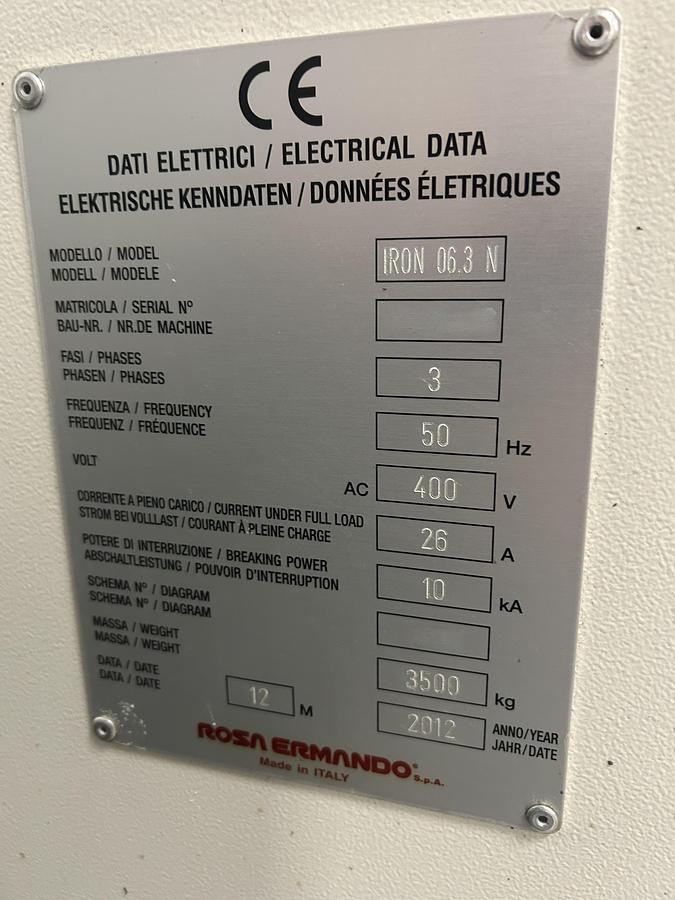 CE
DATI ELETTRICI / ELECTRICAL DATA
ELEKTRISCHE KENNDATEN / DONNÉES ÉLETRIQUES
MODELLO / MODEL
MODELL / MODELE
IRON 06.3 N
MATRICOLA / SERIAL Nº
BAU-NR. / NR.DE MACHINE
FASI / PHASES
PHASEN / PHASES
3
FREQUENZA / FREQUENCY
FREQUENZ / FRÉQUENCE
50 Hz
VOLT
AC 400 V
CORRENTE A PIENO CARICO / CURRENT UNDER FULL LOAD
STROM BEI VOLLLAST / COURANT À PLEINE CHARGE
26 A
POTERE DI INTERRUZIONE / BREAKING POWER
ABSCHALTLEISTUNG / POUVOIR D'INTERRUPTION
10 kA
SCHEMA Nº / DIAGRAM
SCHEMA Nº / DIAGRAM
MASSA / WEIGHT
MASSA / WEIGHT
3500 kg
DATA / DATE
DATA / DATE
12 M
2012 ANNO/YEAR
JAHR/DATE
ROSA ERMANDO® S.p.A.
Made in ITALY